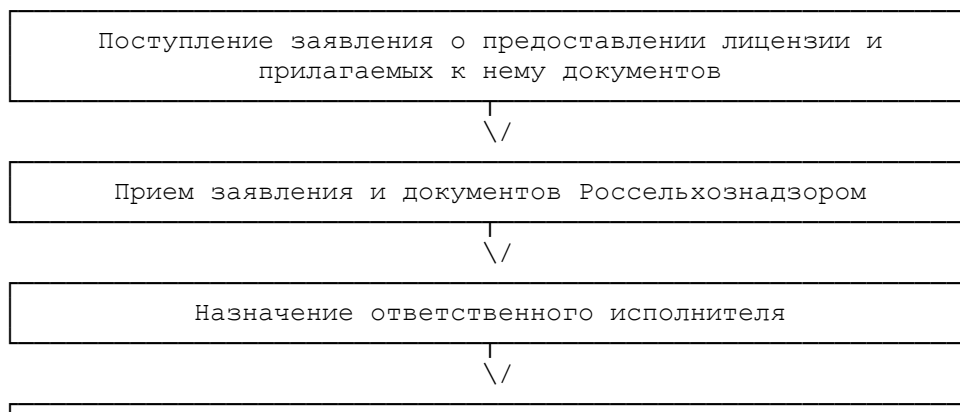 Поступление заявления о предоставлении лицензии и
прилагаемых к нему документов
\/
Прием заявления и документов Россельхознадзором
\/
Назначение ответственного исполнителя
\/